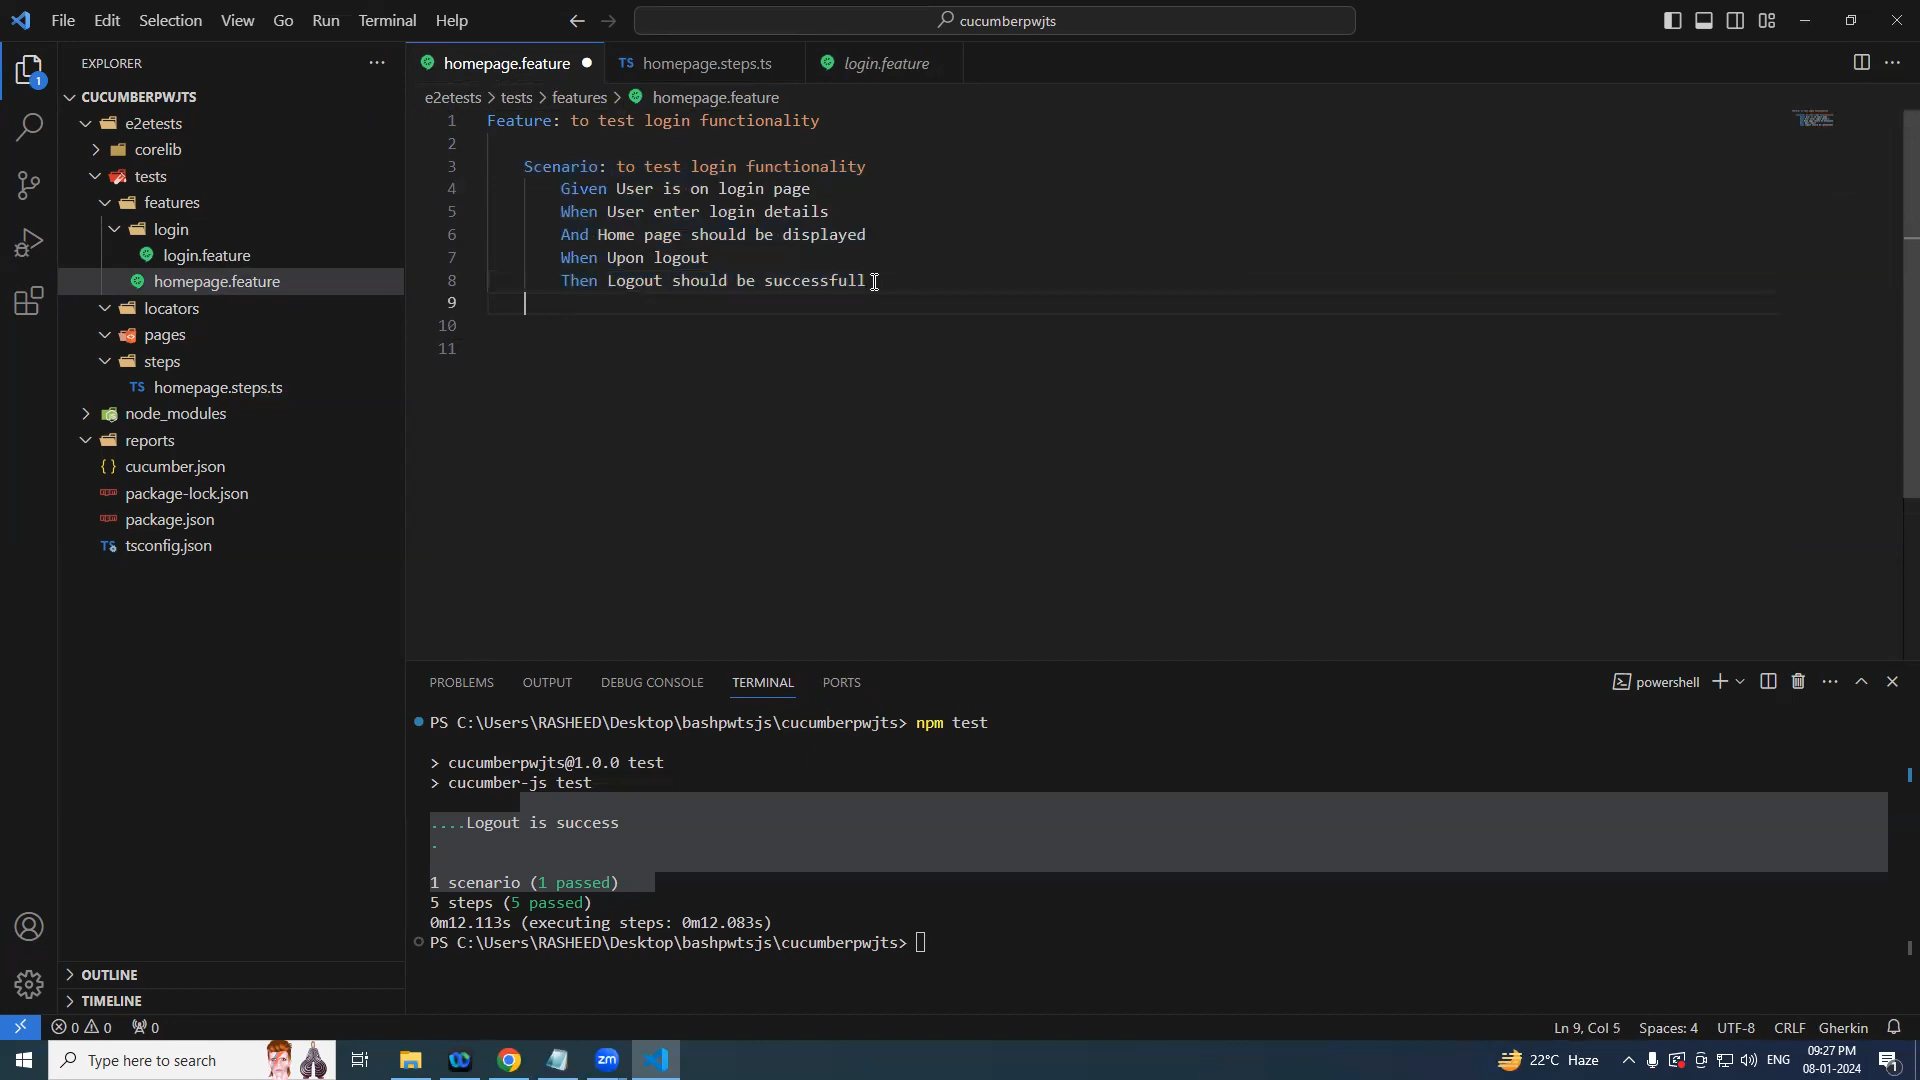 File Edit Selection View Go Run Terminal Help
cucumberpwjts
EXPLORER
1
CUCUMBERPWJTS
e2etests
corelib
tests
features
login
login.feature
homepage.feature
locators
pages
steps
TS homepage.steps.ts
node_modules
reports
{} cucumber.json
package-lock.json
package.json
TS tsconfig.json
OUTLINE
TIMELINE
homepage.feature TS homepage.steps.ts login.feature
e2etests > tests > features > homepage.feature
1 Feature: to test login functionality
2
3 Scenario: to test login functionality
4 Given User is on login page
5 When User enter login details
6 And Home page should be displayed
7 When Upon logout
8 Then Logout should be successfull
9
10
11
PROBLEMS OUTPUT DEBUG CONSOLE TERMINAL PORTS
powershell
PS C:\Users\RASHEED\Desktop\bashpwtsjs\cucumberpwjts> npm test
> cucumberpwjts@1.0.0 test
> cucumber-js test
....Logout is success
.
1 scenario (1 passed)
5 steps (5 passed)
0m12.113s (executing steps: 0m12.083s)
PS C:\Users\RASHEED\Desktop\bashpwtsjs\cucumberpwjts>
0 0 0
Ln 9, Col 5 Spaces: 4 UTF-8 CRLF Gherkin
Type here to search
zm
22°C Haze
ENG
09:27 PM
08-01-2024
1